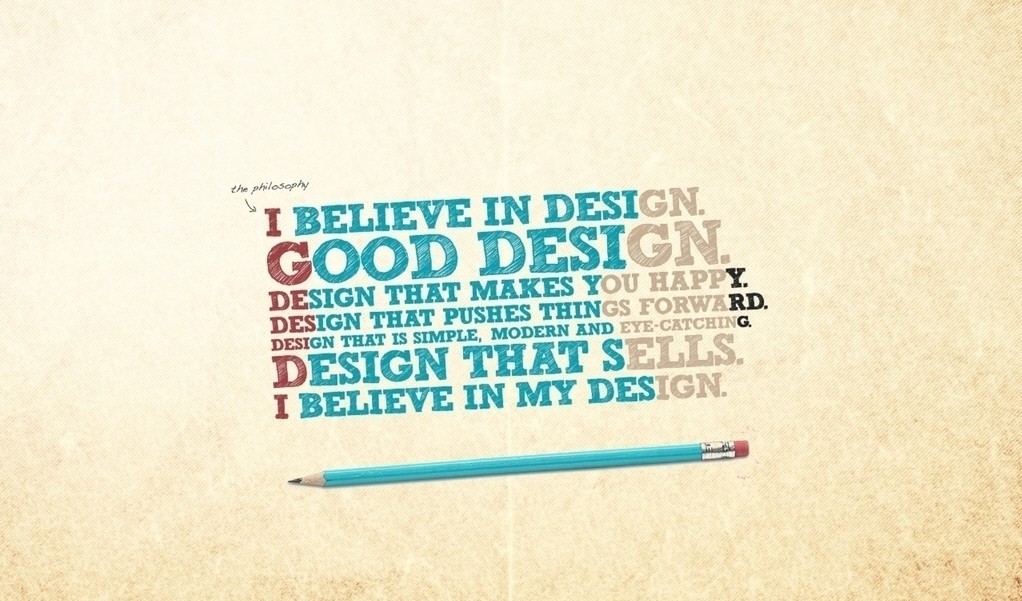 the philosophy
I BELIEVE IN DESIGN.
GOOD DESIGN.
DESIGN THAT MAKES YOU HAPPY.
DESIGN THAT PUSHES THINGS FORWARD.
DESIGN THAT IS SIMPLE, MODERN AND EYE-CATCHING.
DESIGN THAT SELLS.
I BELIEVE IN MY DESIGN.